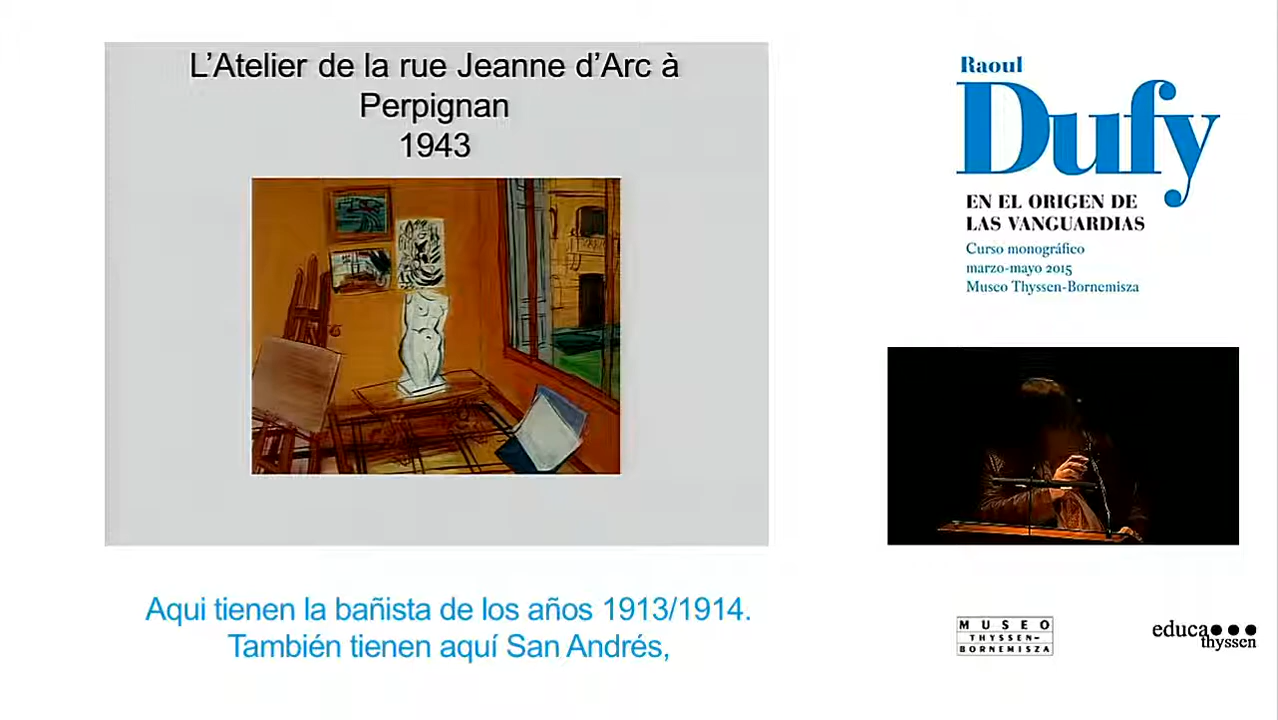 L’Atelier de la rue Jeanne d’Arc à
Perpignan
1943
Raoul
Dufy
EN EL ORIGEN DE
LAS VANGUARDIAS
Curso monográfico
marzo-mayo 2015
Museo Thyssen-Bornemisza
Aqui tienen la bañista de los años 1913/1914.
También tienen aquí San Andrés,
MUSEO
THYSSEN-
BORNEMISZA
educa
thyssen